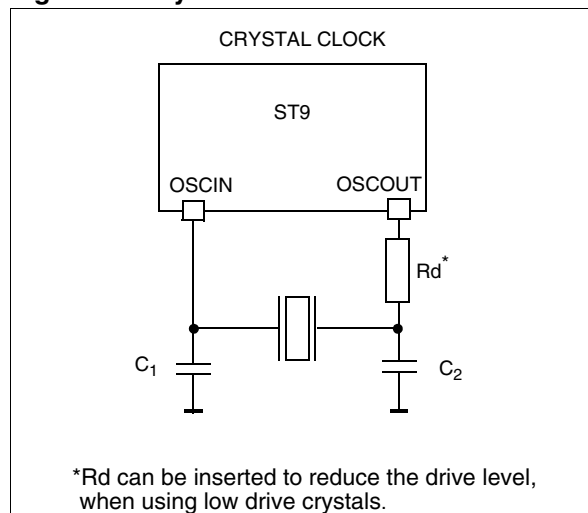 CRYSTAL CLOCK
ST9
OSCIN
OSCOUT
Rd*
C1
C2
*Rd can be inserted to reduce the drive level,
when using low drive crystals.